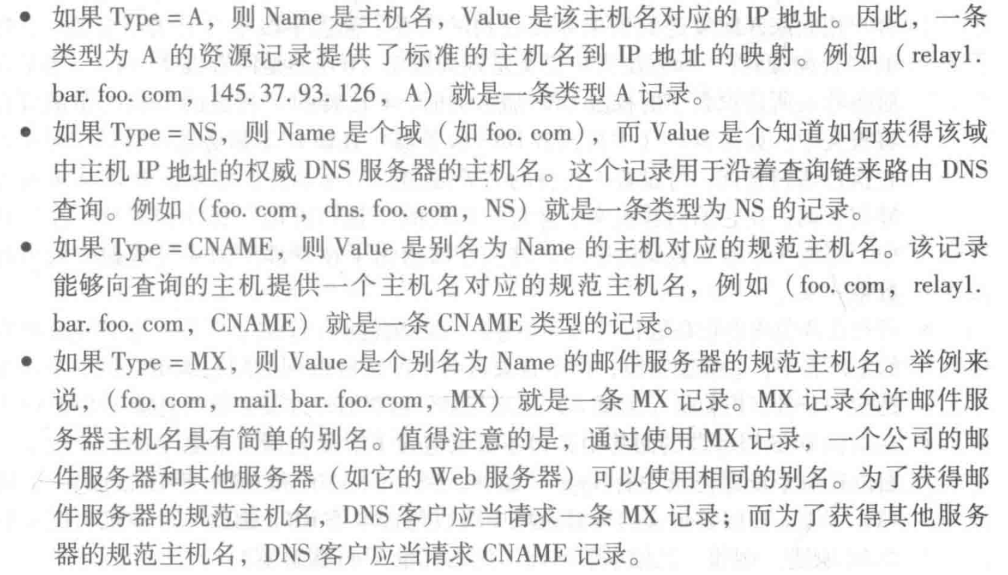 ● 如果 Type = A，则 Name 是主机名，Value 是该主机名对应的 IP 地址。因此，一条
类型为 A 的资源记录提供了标准的主机名到 IP 地址的映射。例如（relay1.
bar. foo. com，145. 37. 93. 126，A）就是一条类型 A 记录。
● 如果 Type = NS，则 Name 是个域（如 foo. com），而 Value 是个知道如何获得该域
中主机 IP 地址的权威 DNS 服务器的主机名。这个记录用于沿着查询链来路由 DNS
查询。例如（foo. com，dns. foo. com，NS）就是一条类型为 NS 的记录。
● 如果 Type = CNAME，则 Value 是别名为 Name 的主机对应的规范主机名。该记录
能够向查询的主机提供一个主机名对应的规范主机名，例如（foo. com，relay1.
bar. foo. com，CNAME）就是一条 CNAME 类型的记录。
● 如果 Type = MX，则 Value 是个别名为 Name 的邮件服务器的规范主机名。举例来
说，（foo. com，mail. bar. foo. com，MX）就是一条 MX 记录。MX 记录允许邮件服
务器主机名具有简单的别名。值得注意的是，通过使用 MX 记录，一个公司的邮
件服务器和其他服务器（如它的 Web 服务器）可以使用相同的别名。为了获得邮
件服务器的规范主机名，DNS 客户应当请求一条 MX 记录；而为了获得其他服务
器的规范主机名，DNS 客户应当请求 CNAME 记录。